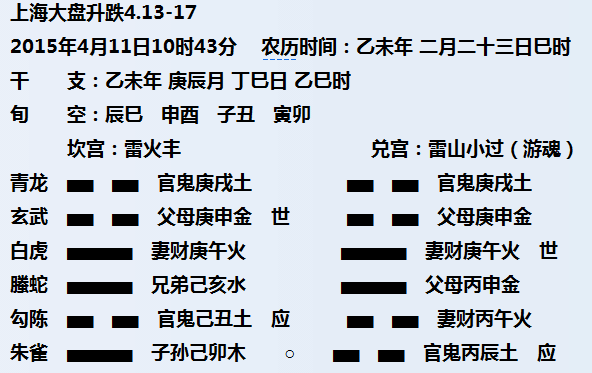 上海大盘升跌4.13-17
2015年4月11日10时43分 农历时间：乙未年 二月二十三日巳时
干 支：乙未年 庚辰月 丁巳日 乙巳时
旬 空：辰巳 申酉 子丑 寅卯
坎宫：雷火丰 兑宫：雷山小过（游魂）
青龙 官鬼庚戌土 官鬼庚戌土
玄武 父母庚申金 世 父母庚申金
白虎 妻财庚午火 妻财庚午火 世
螣蛇 兄弟己亥水 父母丙申金
勾陈 官鬼己丑土 应 妻财丙午火
朱雀 子孙己卯木 ○ 官鬼丙辰土 应